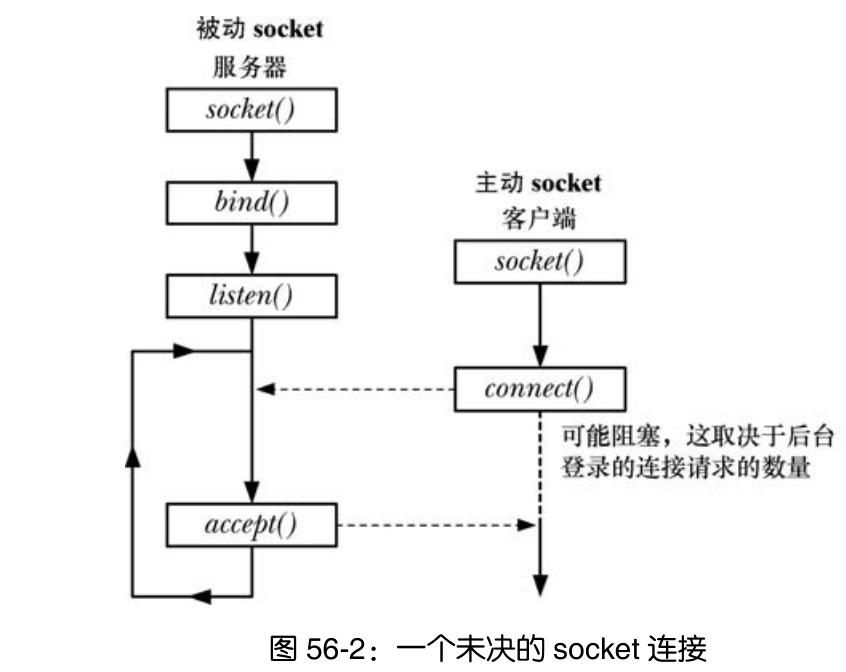 被动 socket
服务器
socket()
bind()
listen()
主动 socket
客户端
socket()
connect()
可能阻塞，这取决于后台
登录的连接请求的数量
accept()
图 56-2：一个未决的 socket 连接